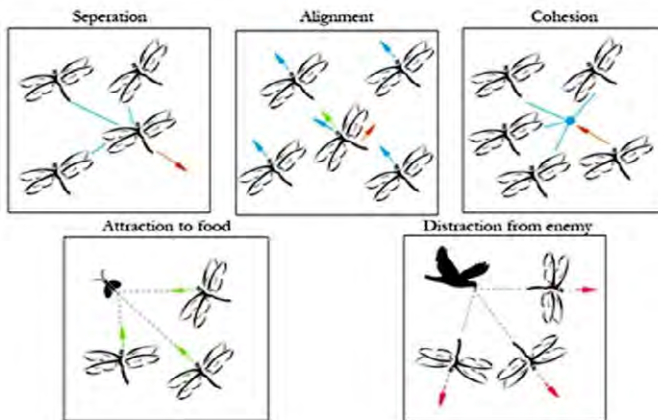 Seperation
Alignment
Cohesion
Attraction to food
Distraction from enemy